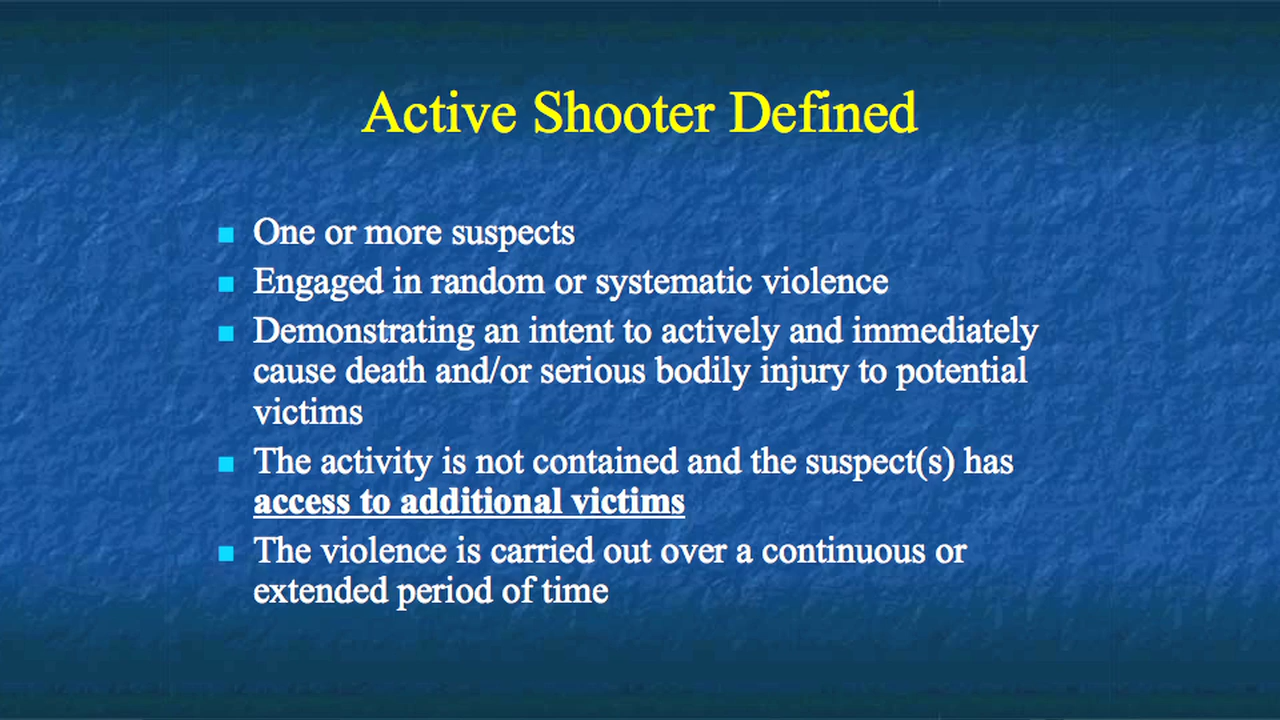 Active Shooter Defined
One or more suspects
Engaged in random or systematic violence
Demonstrating an intent to actively and immediately
cause death and/or serious bodily injury to potential
victims
The activity is not contained and the suspect(s) has
access to additional victims
The violence is carried out over a continuous or
extended period of time